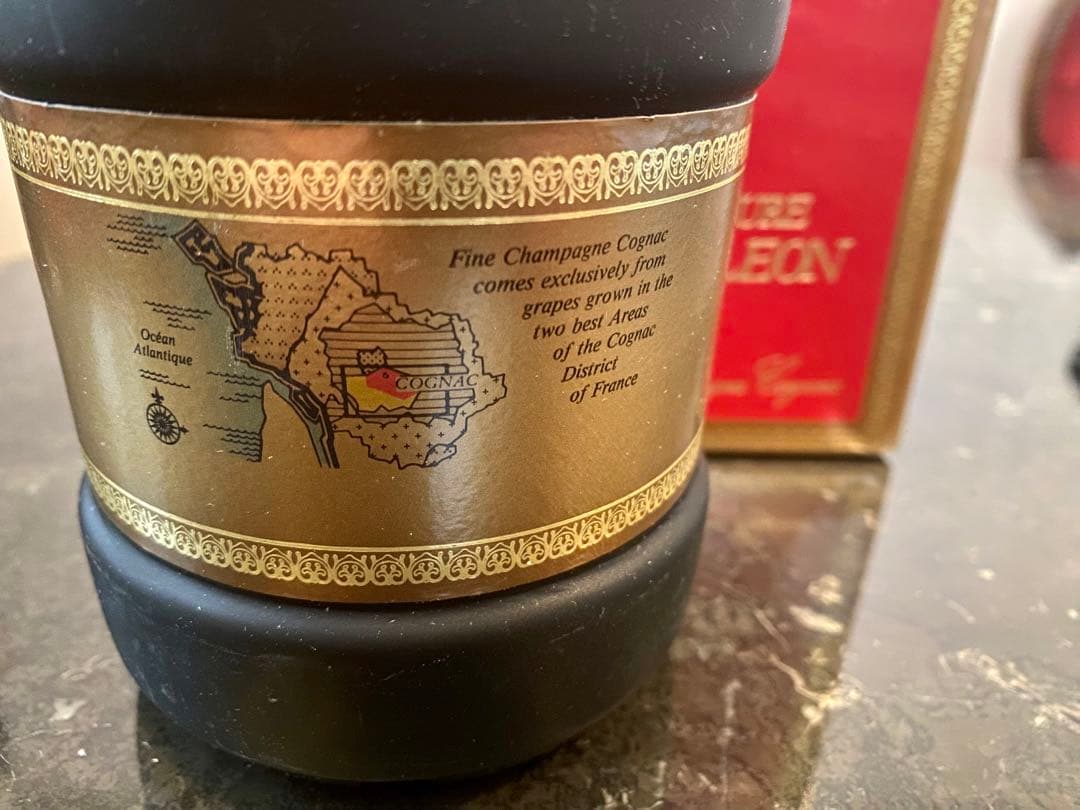 Fine Champagne Cognac
comes exclusively from
grapes grown in the
two best Areas
of the Cognac
District
of France
Océan
Atlantique
COGNAC
URE
LEON